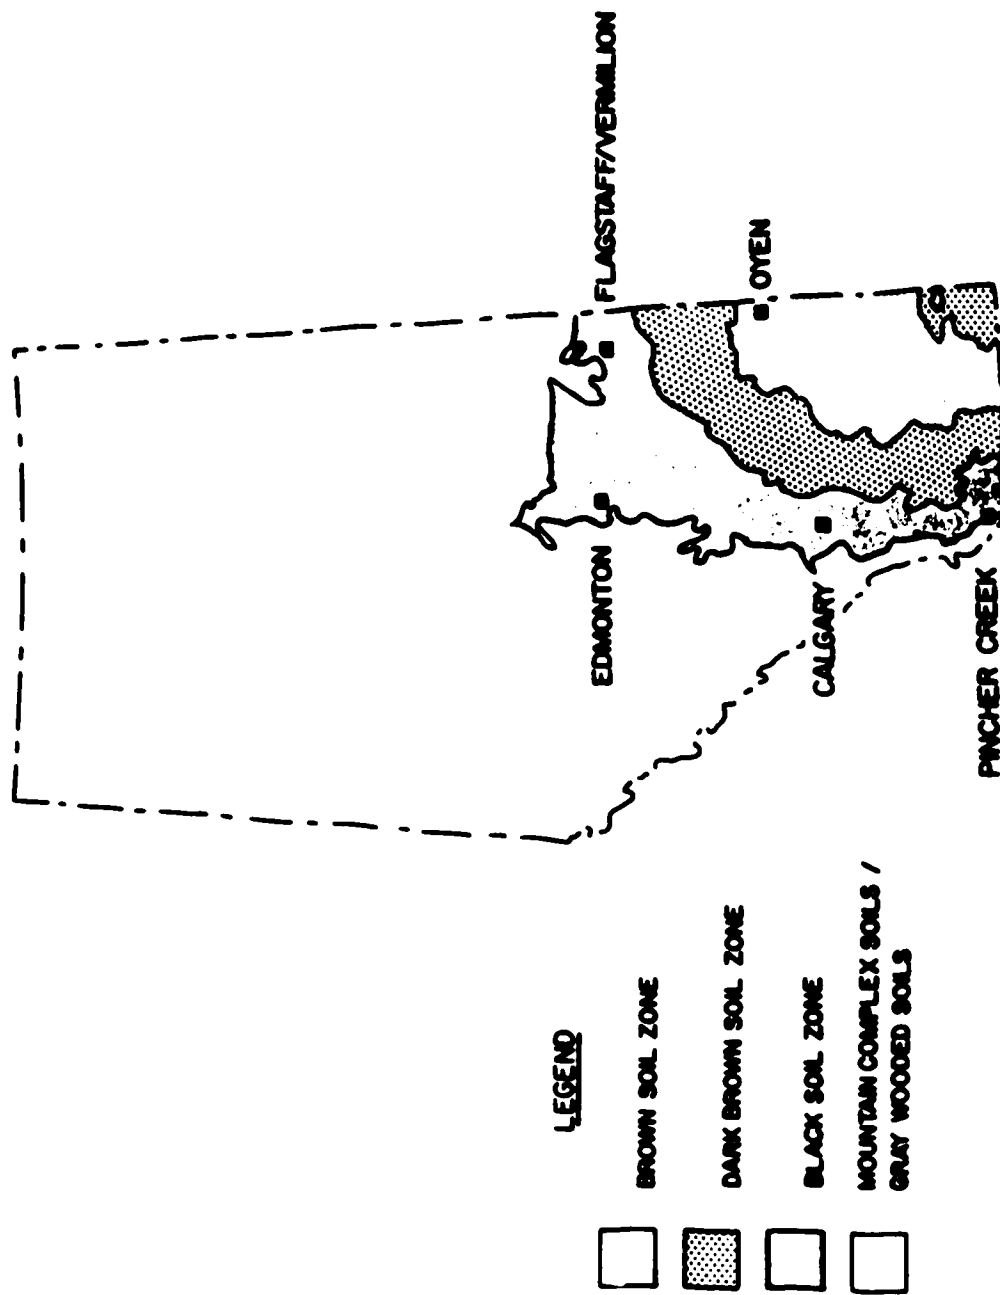 FLAGSTAFF/VERMILION
OYEN
EDMONTON
CALGARY
PINCHER CREEK
LEGEND
BROWN SOIL ZONE
DARK BROWN SOIL ZONE
BLACK SOIL ZONE
MOUNTAIN COMPLEX SOILS /
GRAY WOODED SOILS